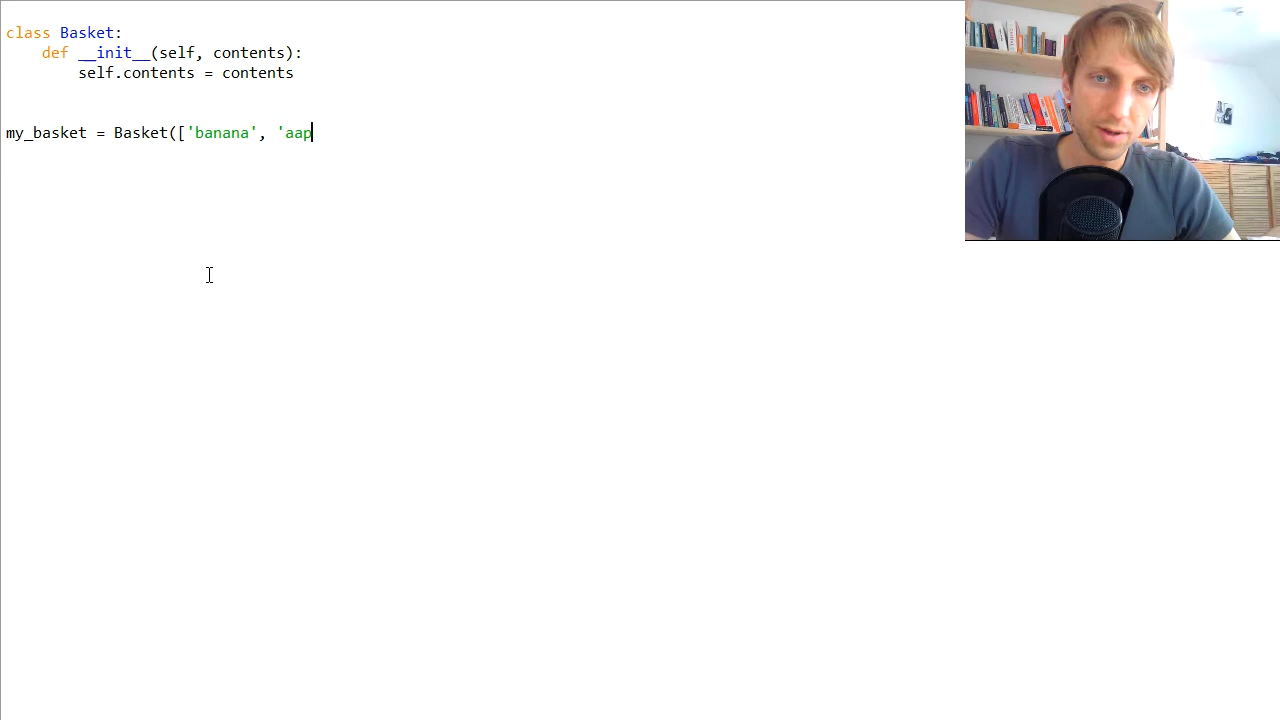 class Basket:
    def __init__(self, contents):
        self.contents = contents
my_basket = Basket(['banana', 'aap